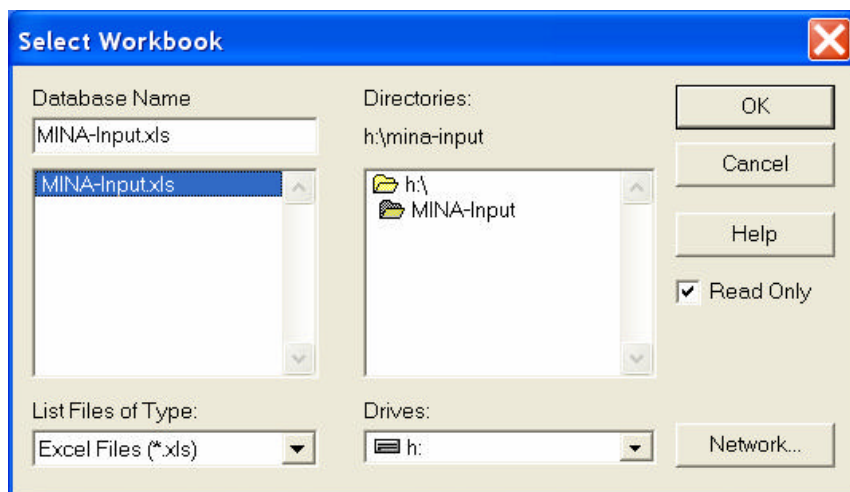 Select Workbook
Database Name
MINA-Input.xls
MINA-Input.xls
List Files of Type:
Excel Files (*.xls)
Directories:
h:\mina-input
h:\
MINA-Input
Drives:
h:
OK
Cancel
Help
Read Only
Network...